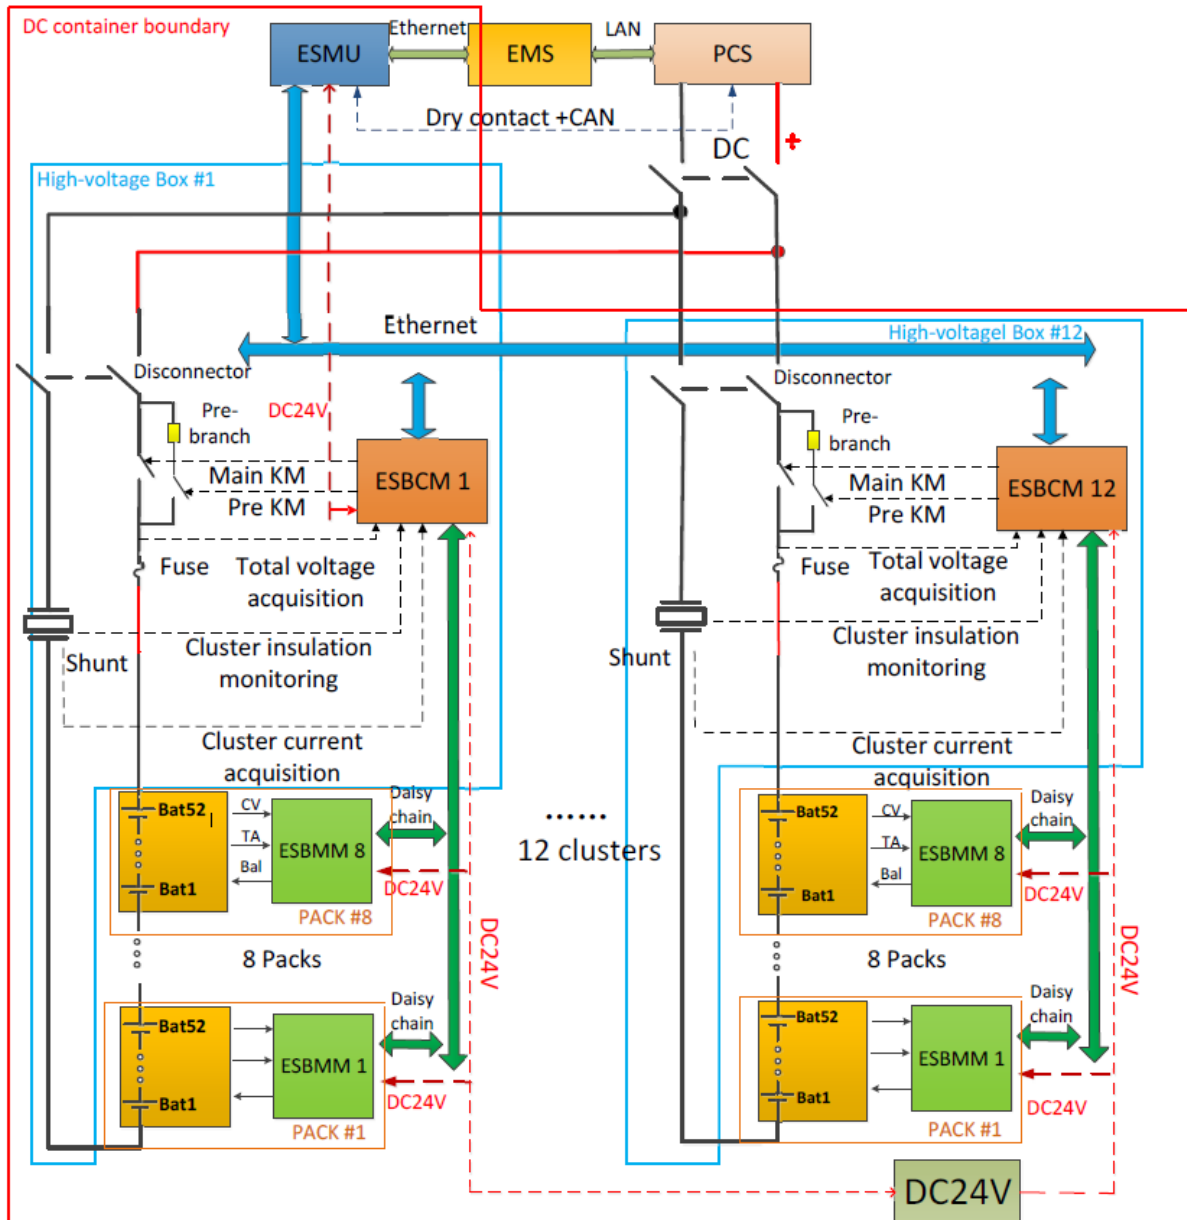 DC container boundary
Ethernet
LAN
ESMU
EMS
PCS
Dry contact +CAN
+
DC
High-voltage Box #1
Ethernet
High-voltagel Box #12
Disconnector
Disconnector
DC24V
Pre-
branch
Pre-
branch
Main KM
Pre KM
ESBCM 1
Main KM
Pre KM
ESBCM 12
Fuse
Total voltage
acquisition
Fuse
Total voltage
acquisition
Shunt
Cluster insulation
monitoring
Shunt
Cluster insulation
monitoring
Cluster current
acquisition
Cluster current
acquisition
Bat52
CV
TA
Bal
Bat1
ESBMM 8
Daisy
chain
DC24V
PACK #8
......
12 clusters
Bat52
CV
TA
Bal
Bat1
ESBMM 8
Daisy
chain
DC24V
PACK #8
8 Packs
DC24V
8 Packs
DC24V
Bat52
Bat1
ESBMM 1
Daisy
chain
DC24V
PACK #1
Bat52
Bat1
ESBMM 1
Daisy
chain
DC24V
PACK #1
DC24V